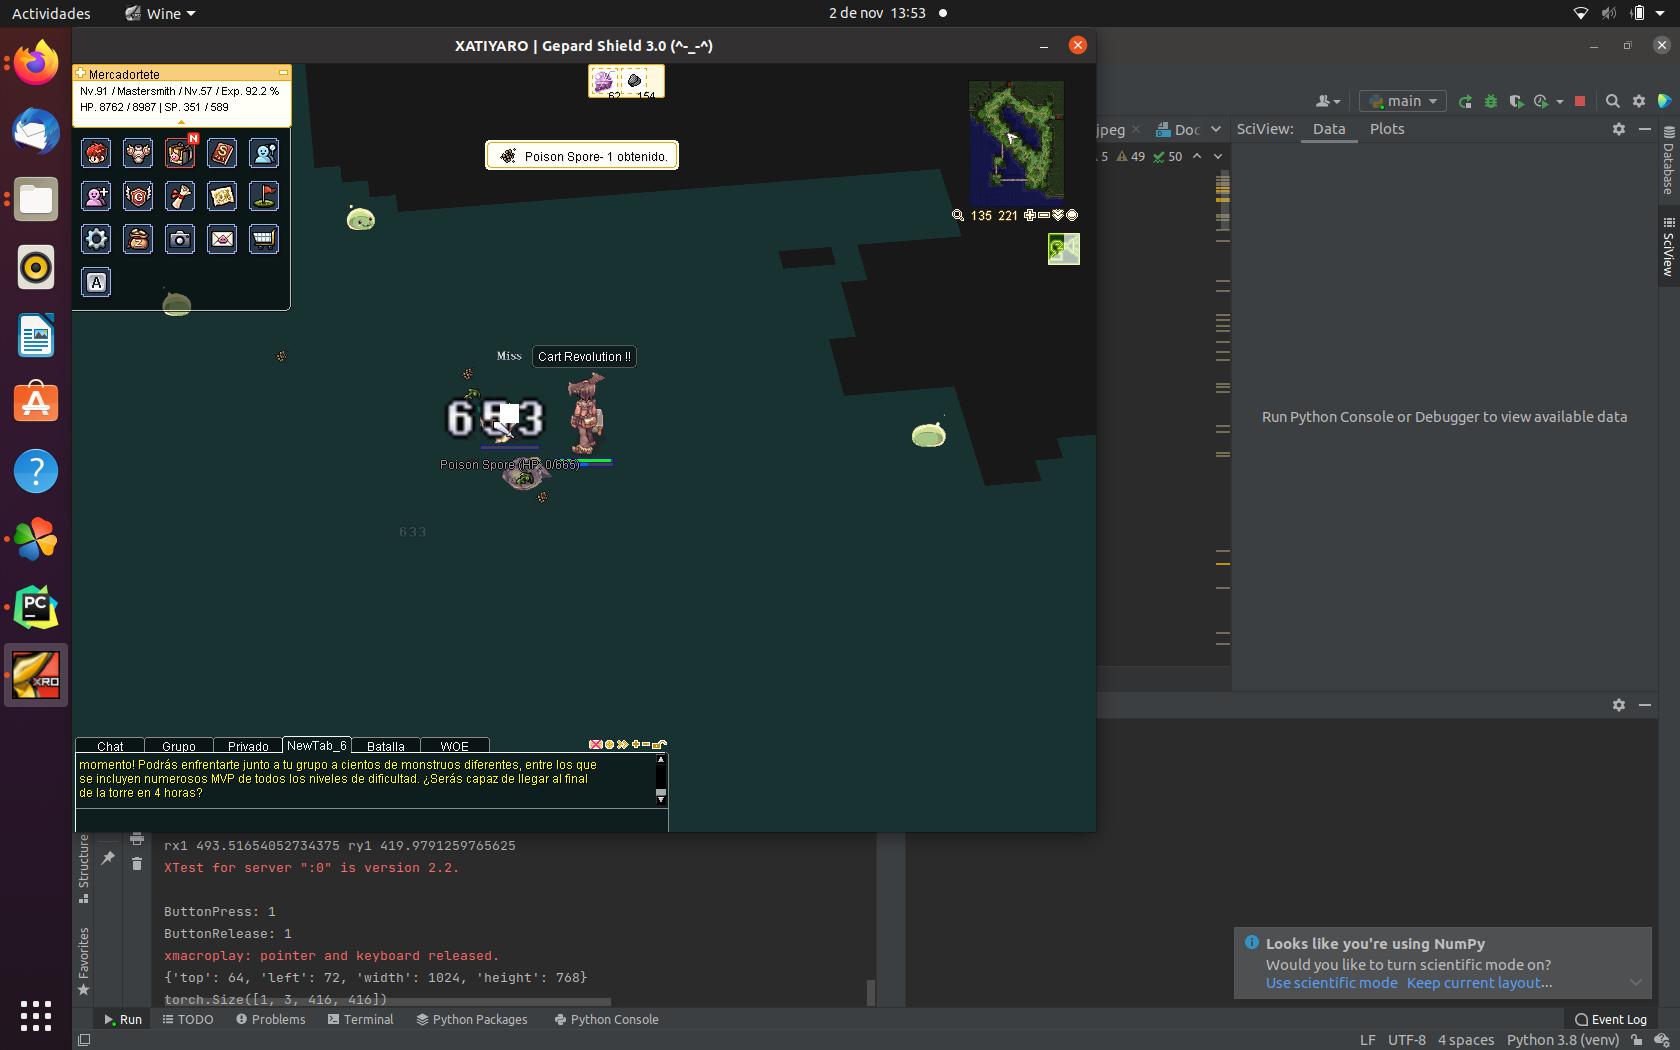 Actividades
Wine
2 de nov 13:53
XATIYARO | Gepard Shield 3.0 (^-_-^)
Mercadortete
Nv.91 / Mastersmith / Nv.57 / Exp. 92.2 %
HP. 8762 / 8987 | SP. 351 / 589
N
A
62 154
Poison Spore- 1 obtenido.
135 221
Miss
Cart Revolution !!
653
Poison Spore (HP: 0/665)
633
XRO
PC
main
jpeg
Doc
SciView:
Data
Plots
5 49 50
Database
SciView
Run Python Console or Debugger to view available data
Chat
Grupo
Privado
NewTab_6
Batalla
WOE
momento! Podrás enfrentarte junto a tu grupo a cientos de monstruos diferentes, entre los que
se incluyen numerosos MVP de todos los niveles de dificultad. ¿Serás capaz de llegar al final
de la torre en 4 horas?
Structure
Favorites
rx1 493.51654052734375 ry1 419.9791259765625
XTest for server ":0" is version 2.2.
ButtonPress: 1
ButtonRelease: 1
xmacroplay: pointer and keyboard released.
{'top': 64, 'left': 72, 'width': 1024, 'height': 768}
torch.Size([1, 3, 416, 416])
Looks like you're using NumPy
Would you like to turn scientific mode on?
Use scientific mode Keep current layout...
Run
TODO
Problems
Terminal
Python Packages
Python Console
Event Log
LF UTF-8 4 spaces Python 3.8 (venv)